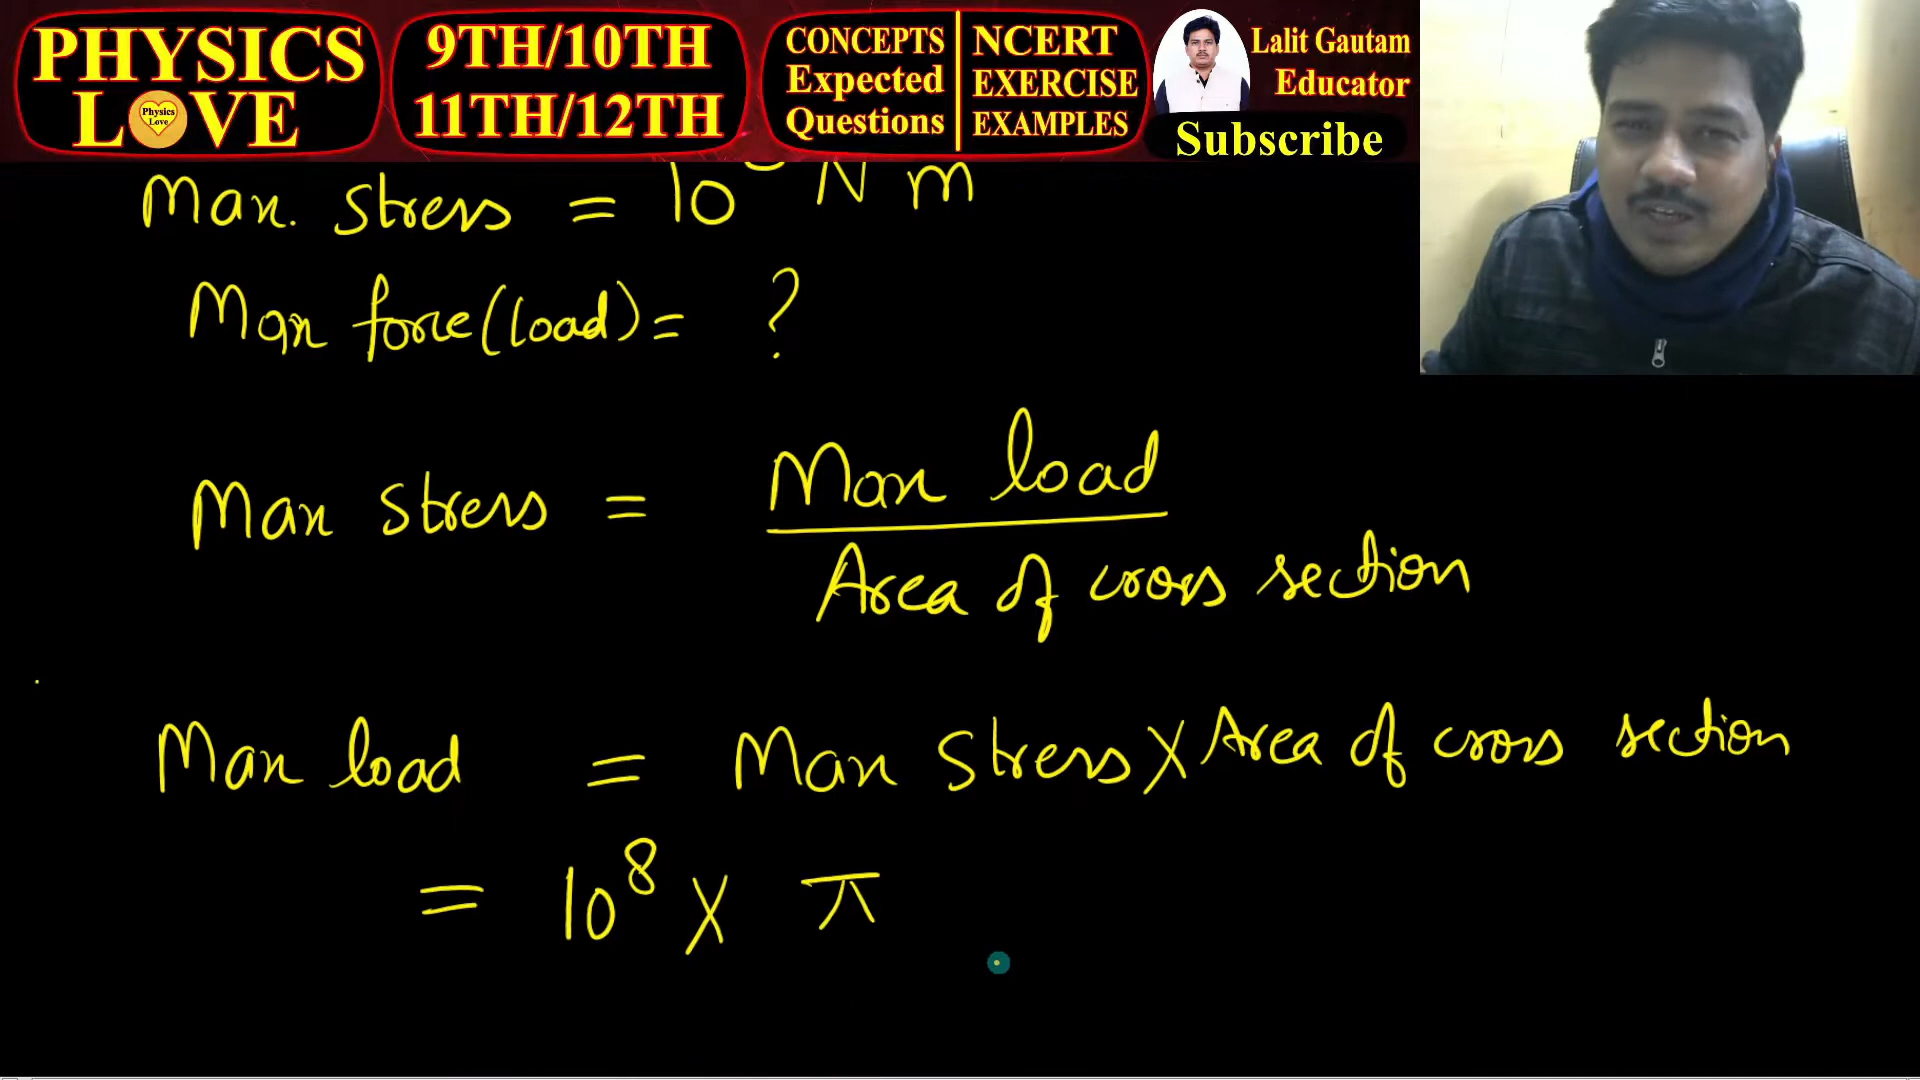 PHYSICS
LOVE
Physics
Love
9TH/10TH
11TH/12TH
CONCEPTS
Expected
Questions
NCERT
EXERCISE
EXAMPLES
Lalit Gautam
Educator
Subscribe
Max. stress = 10 N m
Max force(load) = ?
Max stress = Max load
Area of cross section
Max load = Max stress X Area of cross section
= 10⁸ X π